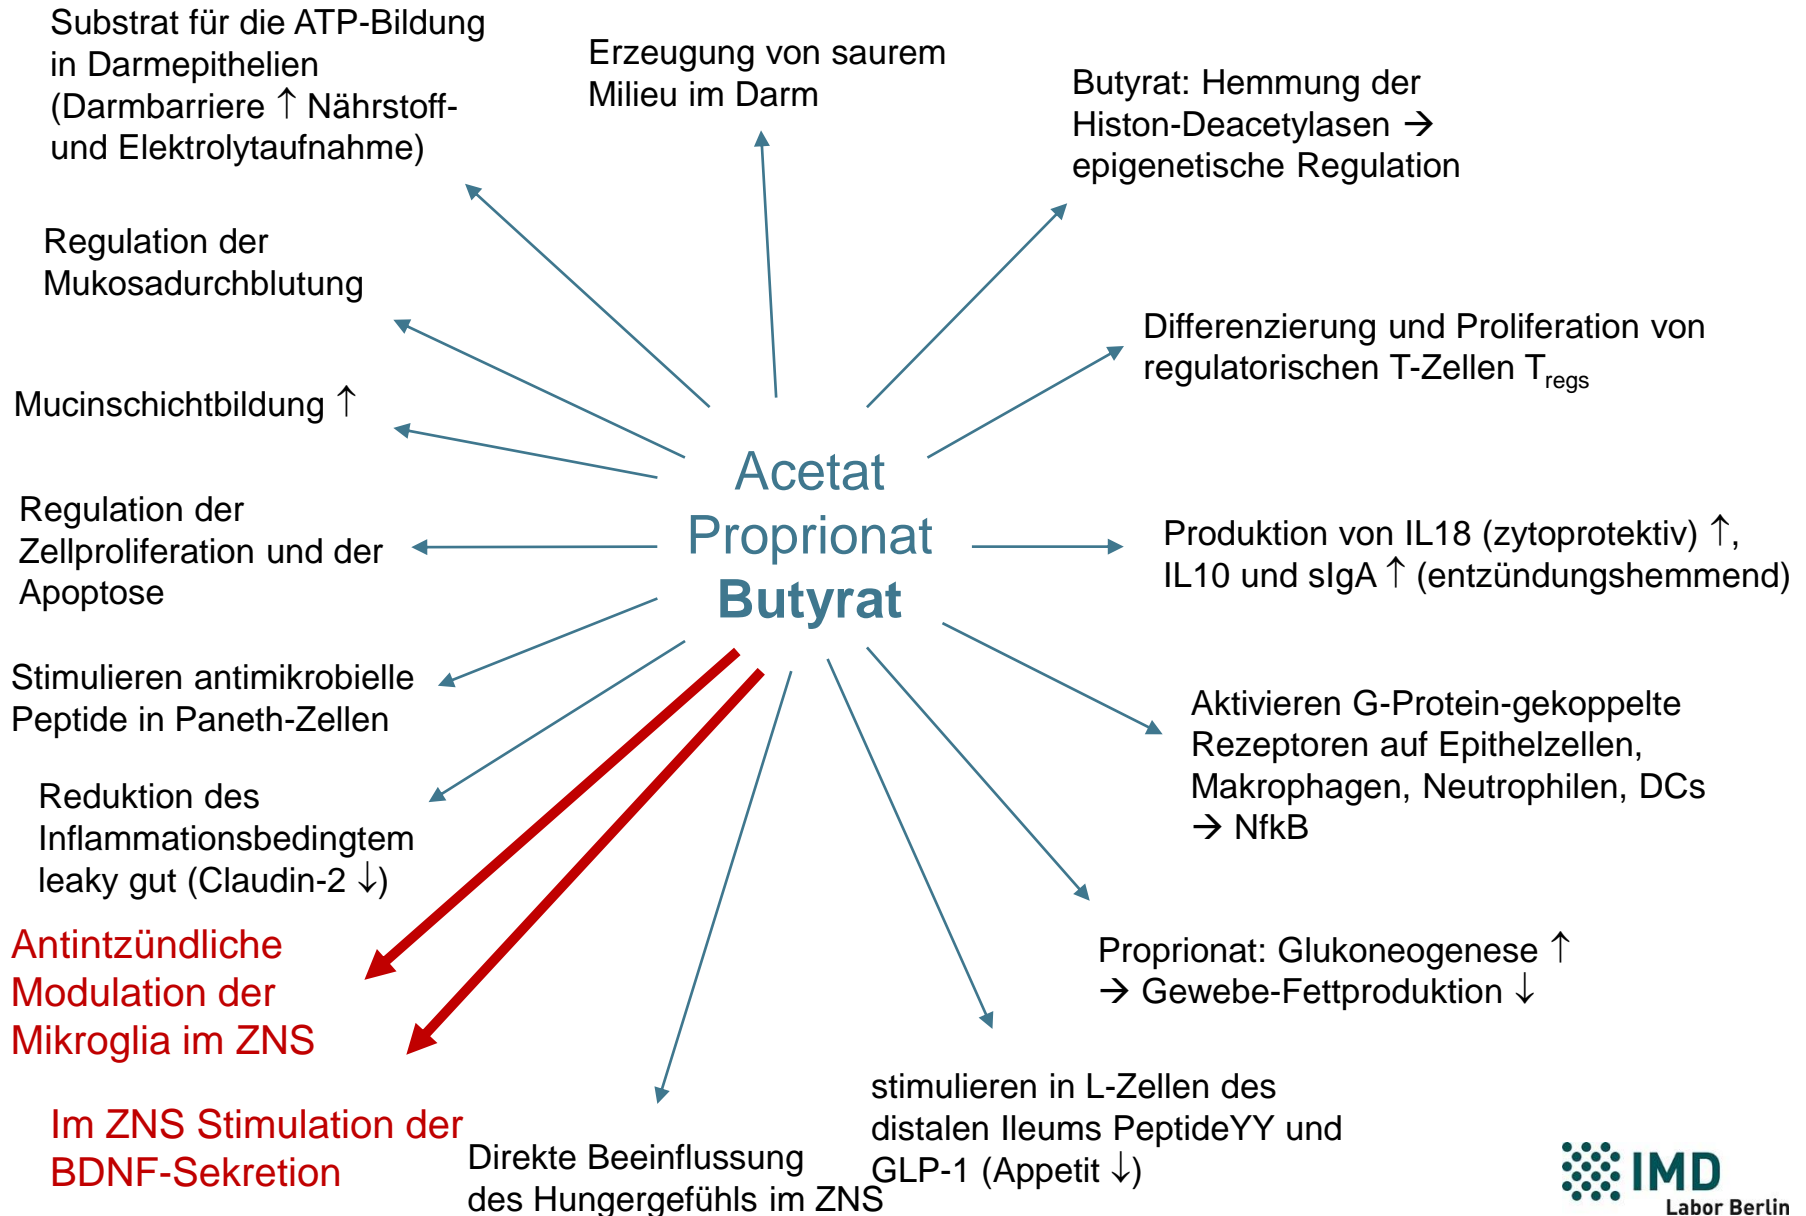 Substrat für die ATP-Bildung
in Darmepithelien
(Darmbarriere ↑ Nährstoff-
und Elektrolytaufnahme)
Erzeugung von saurem
Milieu im Darm
Butyrat: Hemmung der
Histon-Deacetylasen →
epigenetische Regulation
Regulation der
Mukosadurchblutung
Differenzierung und Proliferation von
regulatorischen T-Zellen Tregs
Mucinschichtbildung ↑
Acetat
Proprionat
Butyrat
Regulation der
Zellproliferation und der
Apoptose
Produktion von IL18 (zytoprotektiv) ↑,
IL10 und sIgA ↑ (entzündungshemmend)
Stimulieren antimikrobielle
Peptide in Paneth-Zellen
Aktivieren G-Protein-gekoppelte
Rezeptoren auf Epithelzellen,
Makrophagen, Neutrophilen, DCs
→ NfkB
Reduktion des
Inflammationsbedingtem
leaky gut (Claudin-2 ↓)
Antintzündliche
Modulation der
Mikroglia im ZNS
Proprionat: Glukoneogenese ↑
→ Gewebe-Fettproduktion ↓
Im ZNS Stimulation der
BDNF-Sekretion
Direkte Beeinflussung
des Hungergefühls im ZNS
stimulieren in L-Zellen des
distalen Ileums PeptideYY und
GLP-1 (Appetit ↓)
IMD
Labor Berlin